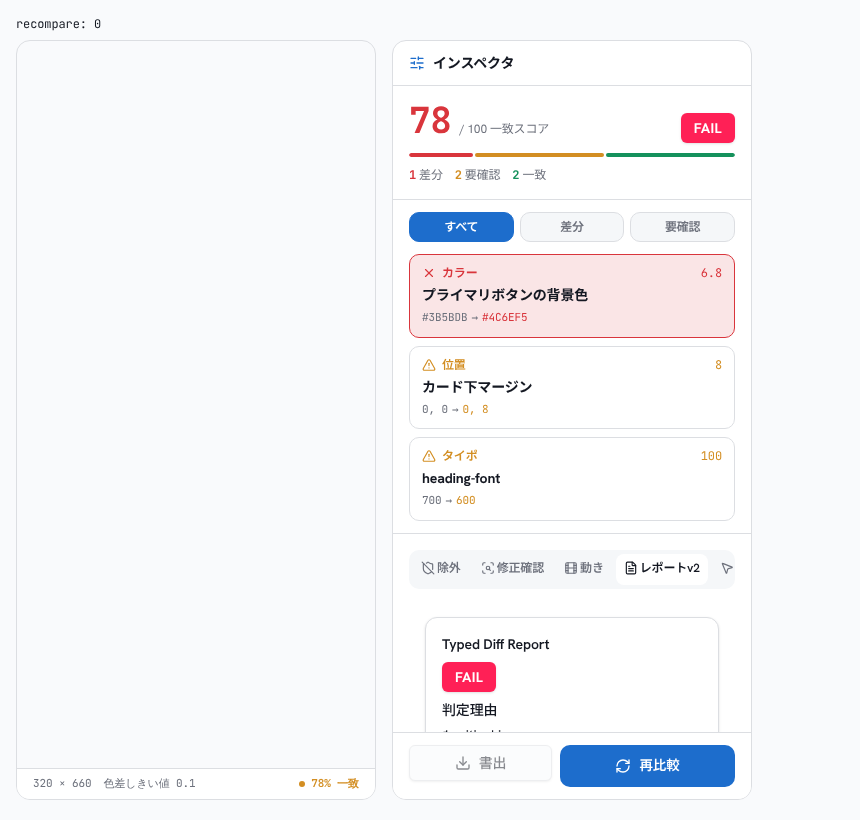 recompare: 0
インスペクタ
78 / 100 一致スコア
FAIL
1 差分 2 要確認 2 一致
すべて 差分 要確認
カラー 6.8
プライマリボタンの背景色
#3B5BDB → #4C6EF5
位置 8
カード下マージン
0, 0 → 0, 8
タイポ 100
heading-font
700 → 600
除外 修正確認 動き レポートv2
Typed Diff Report
FAIL
判定理由
書出 再比較
320 × 660 色差しきい値 0.1 78% 一致